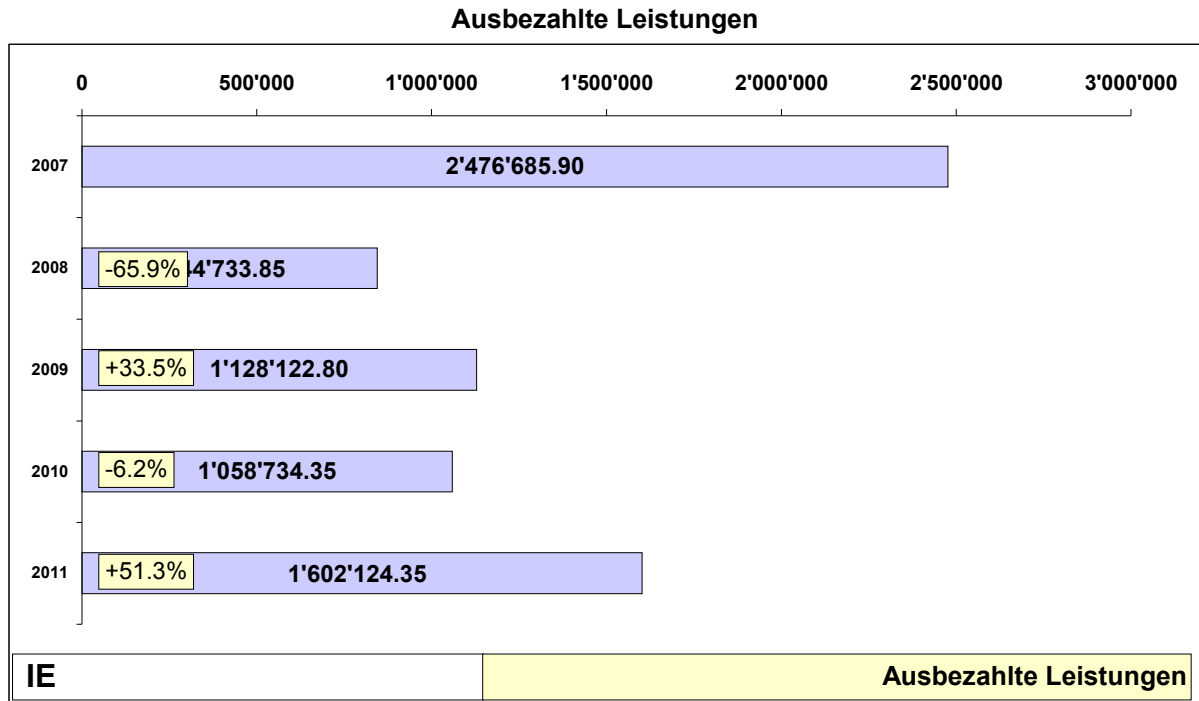 Ausbezahlte Leistungen
0 500'000 1'000'000 1'500'000 2'000'000 2'500'000 3'000'000
2007 2'476'685.90
2008 -65.9% 44'733.85
2009 +33.5% 1'128'122.80
2010 -6.2% 1'058'734.35
2011 +51.3% 1'602'124.35
IE Ausbezahlte Leistungen